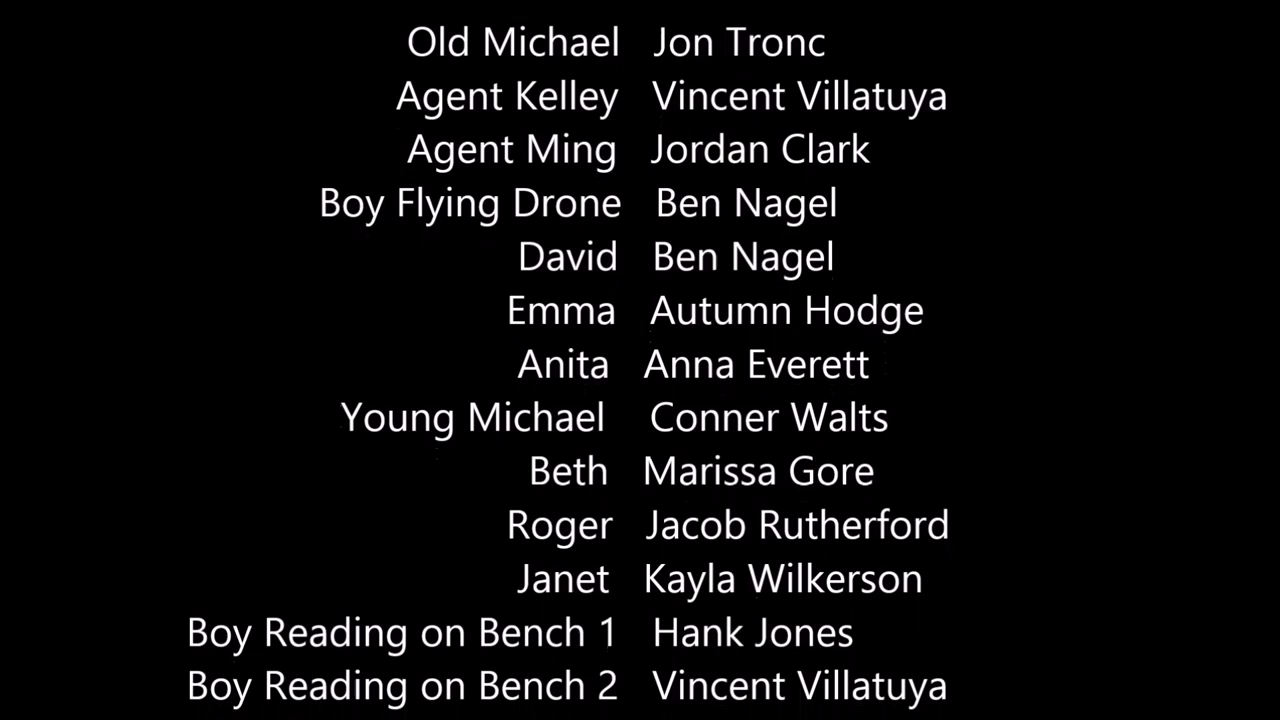 Old Michael Jon Tronc
Agent Kelley Vincent Villatuya
Agent Ming Jordan Clark
Boy Flying Drone Ben Nagel
David Ben Nagel
Emma Autumn Hodge
Anita Anna Everett
Young Michael Conner Walts
Beth Marissa Gore
Roger Jacob Rutherford
Janet Kayla Wilkerson
Boy Reading on Bench 1 Hank Jones
Boy Reading on Bench 2 Vincent Villatuya